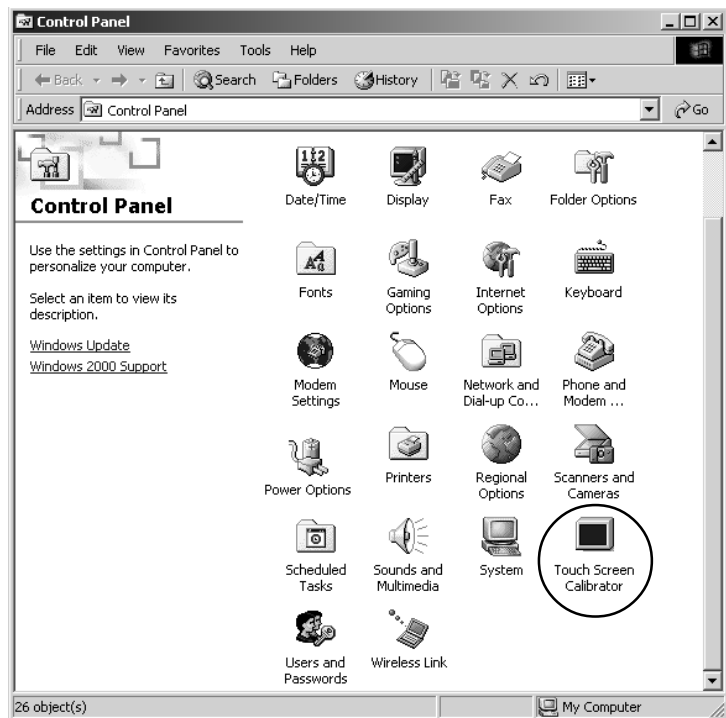 Control Panel
File Edit View Favorites Tools Help
Back Search Folders History
Address Control Panel Go
Control Panel
Use the settings in Control Panel to
personalize your computer.
Select an item to view its
description.
Windows Update
Windows 2000 Support
Date/Time Display Fax Folder Options
Fonts Gaming Options Internet Options Keyboard
Modem Settings Mouse Network and Dial-up Co... Phone and Modem ...
Power Options Printers Regional Options Scanners and Cameras
Scheduled Tasks Sounds and Multimedia System Touch Screen Calibrator
Users and Passwords Wireless Link
26 object(s) My Computer